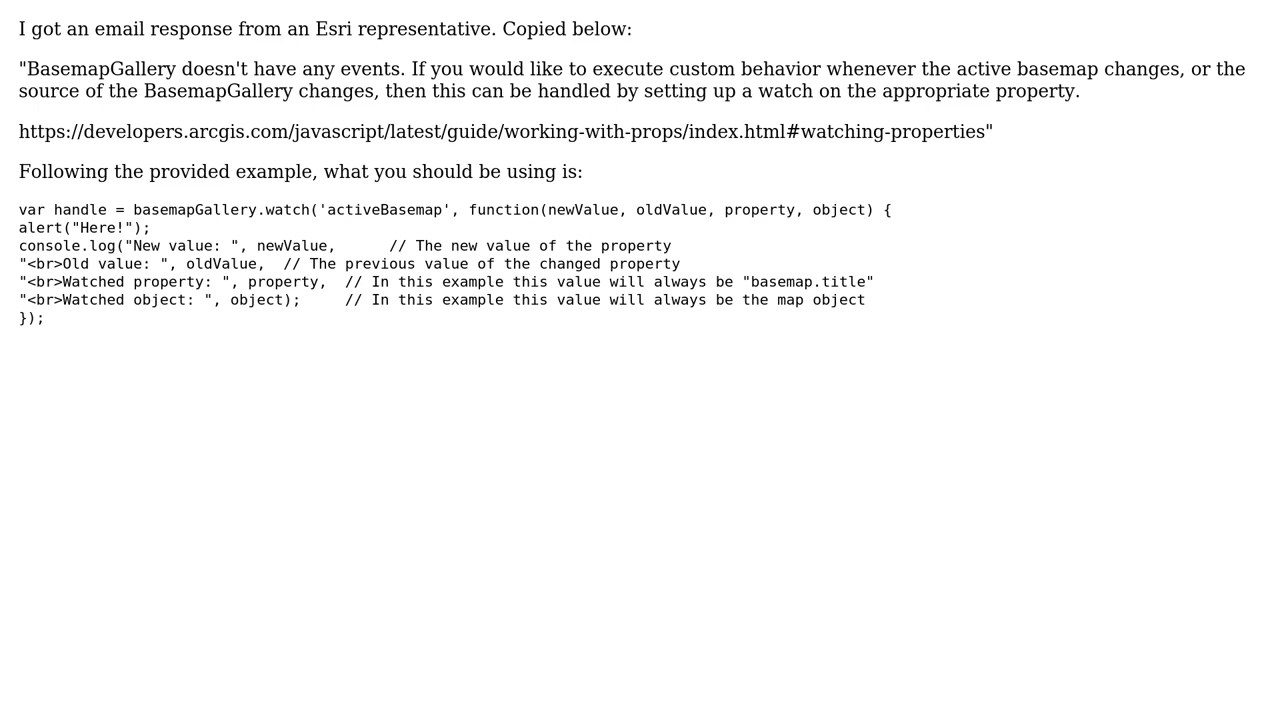 I got an email response from an Esri representative. Copied below:
"BasemapGallery doesn't have any events. If you would like to execute custom behavior whenever the active basemap changes, or the
source of the BasemapGallery changes, then this can be handled by setting up a watch on the appropriate property.
https://developers.arcgis.com/javascript/latest/guide/working-with-props/index.html#watching-properties"
Following the provided example, what you should be using is:
var handle = basemapGallery.watch('activeBasemap', function(newValue, oldValue, property, object) {
alert("Here!");
console.log("New value: ", newValue,      // The new value of the property
"<br>Old value: ", oldValue,  // The previous value of the changed property
"<br>Watched property: ", property,  // In this example this value will always be "basemap.title"
"<br>Watched object: ", object);     // In this example this value will always be the map object
});